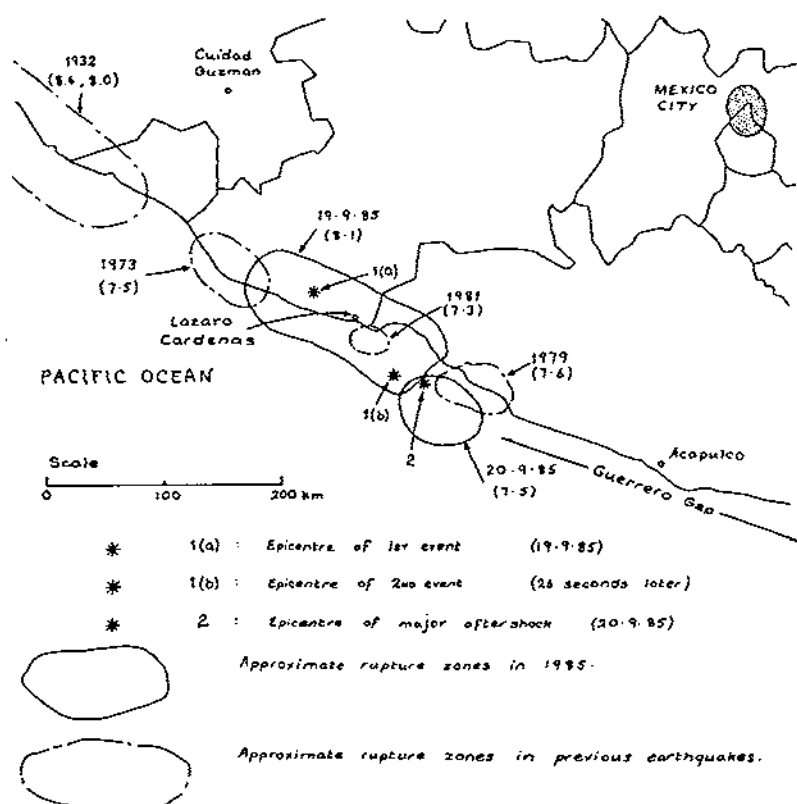 1932
(8.6, 8.0)
Cuidad
Guzman
MEXICO
CITY
19·9·85
(8·1)
1973
(7·5)
1(a)
1981
(7·3)
Lazaro
Cardenas
1979
(7·6)
PACIFIC OCEAN
1(b)
2
20·9·85
(7·5)
Acapulco
Guerrero Gap
Scale
0 100 200 km
1(a) : Epicentre of 1st event (19·9·85)
1(b) : Epicentre of 2nd event (26 seconds later)
2 : Epicentre of major aftershock (20·9·85)
Approximate rupture zones in 1985.
Approximate rupture zones in previous earthquakes.